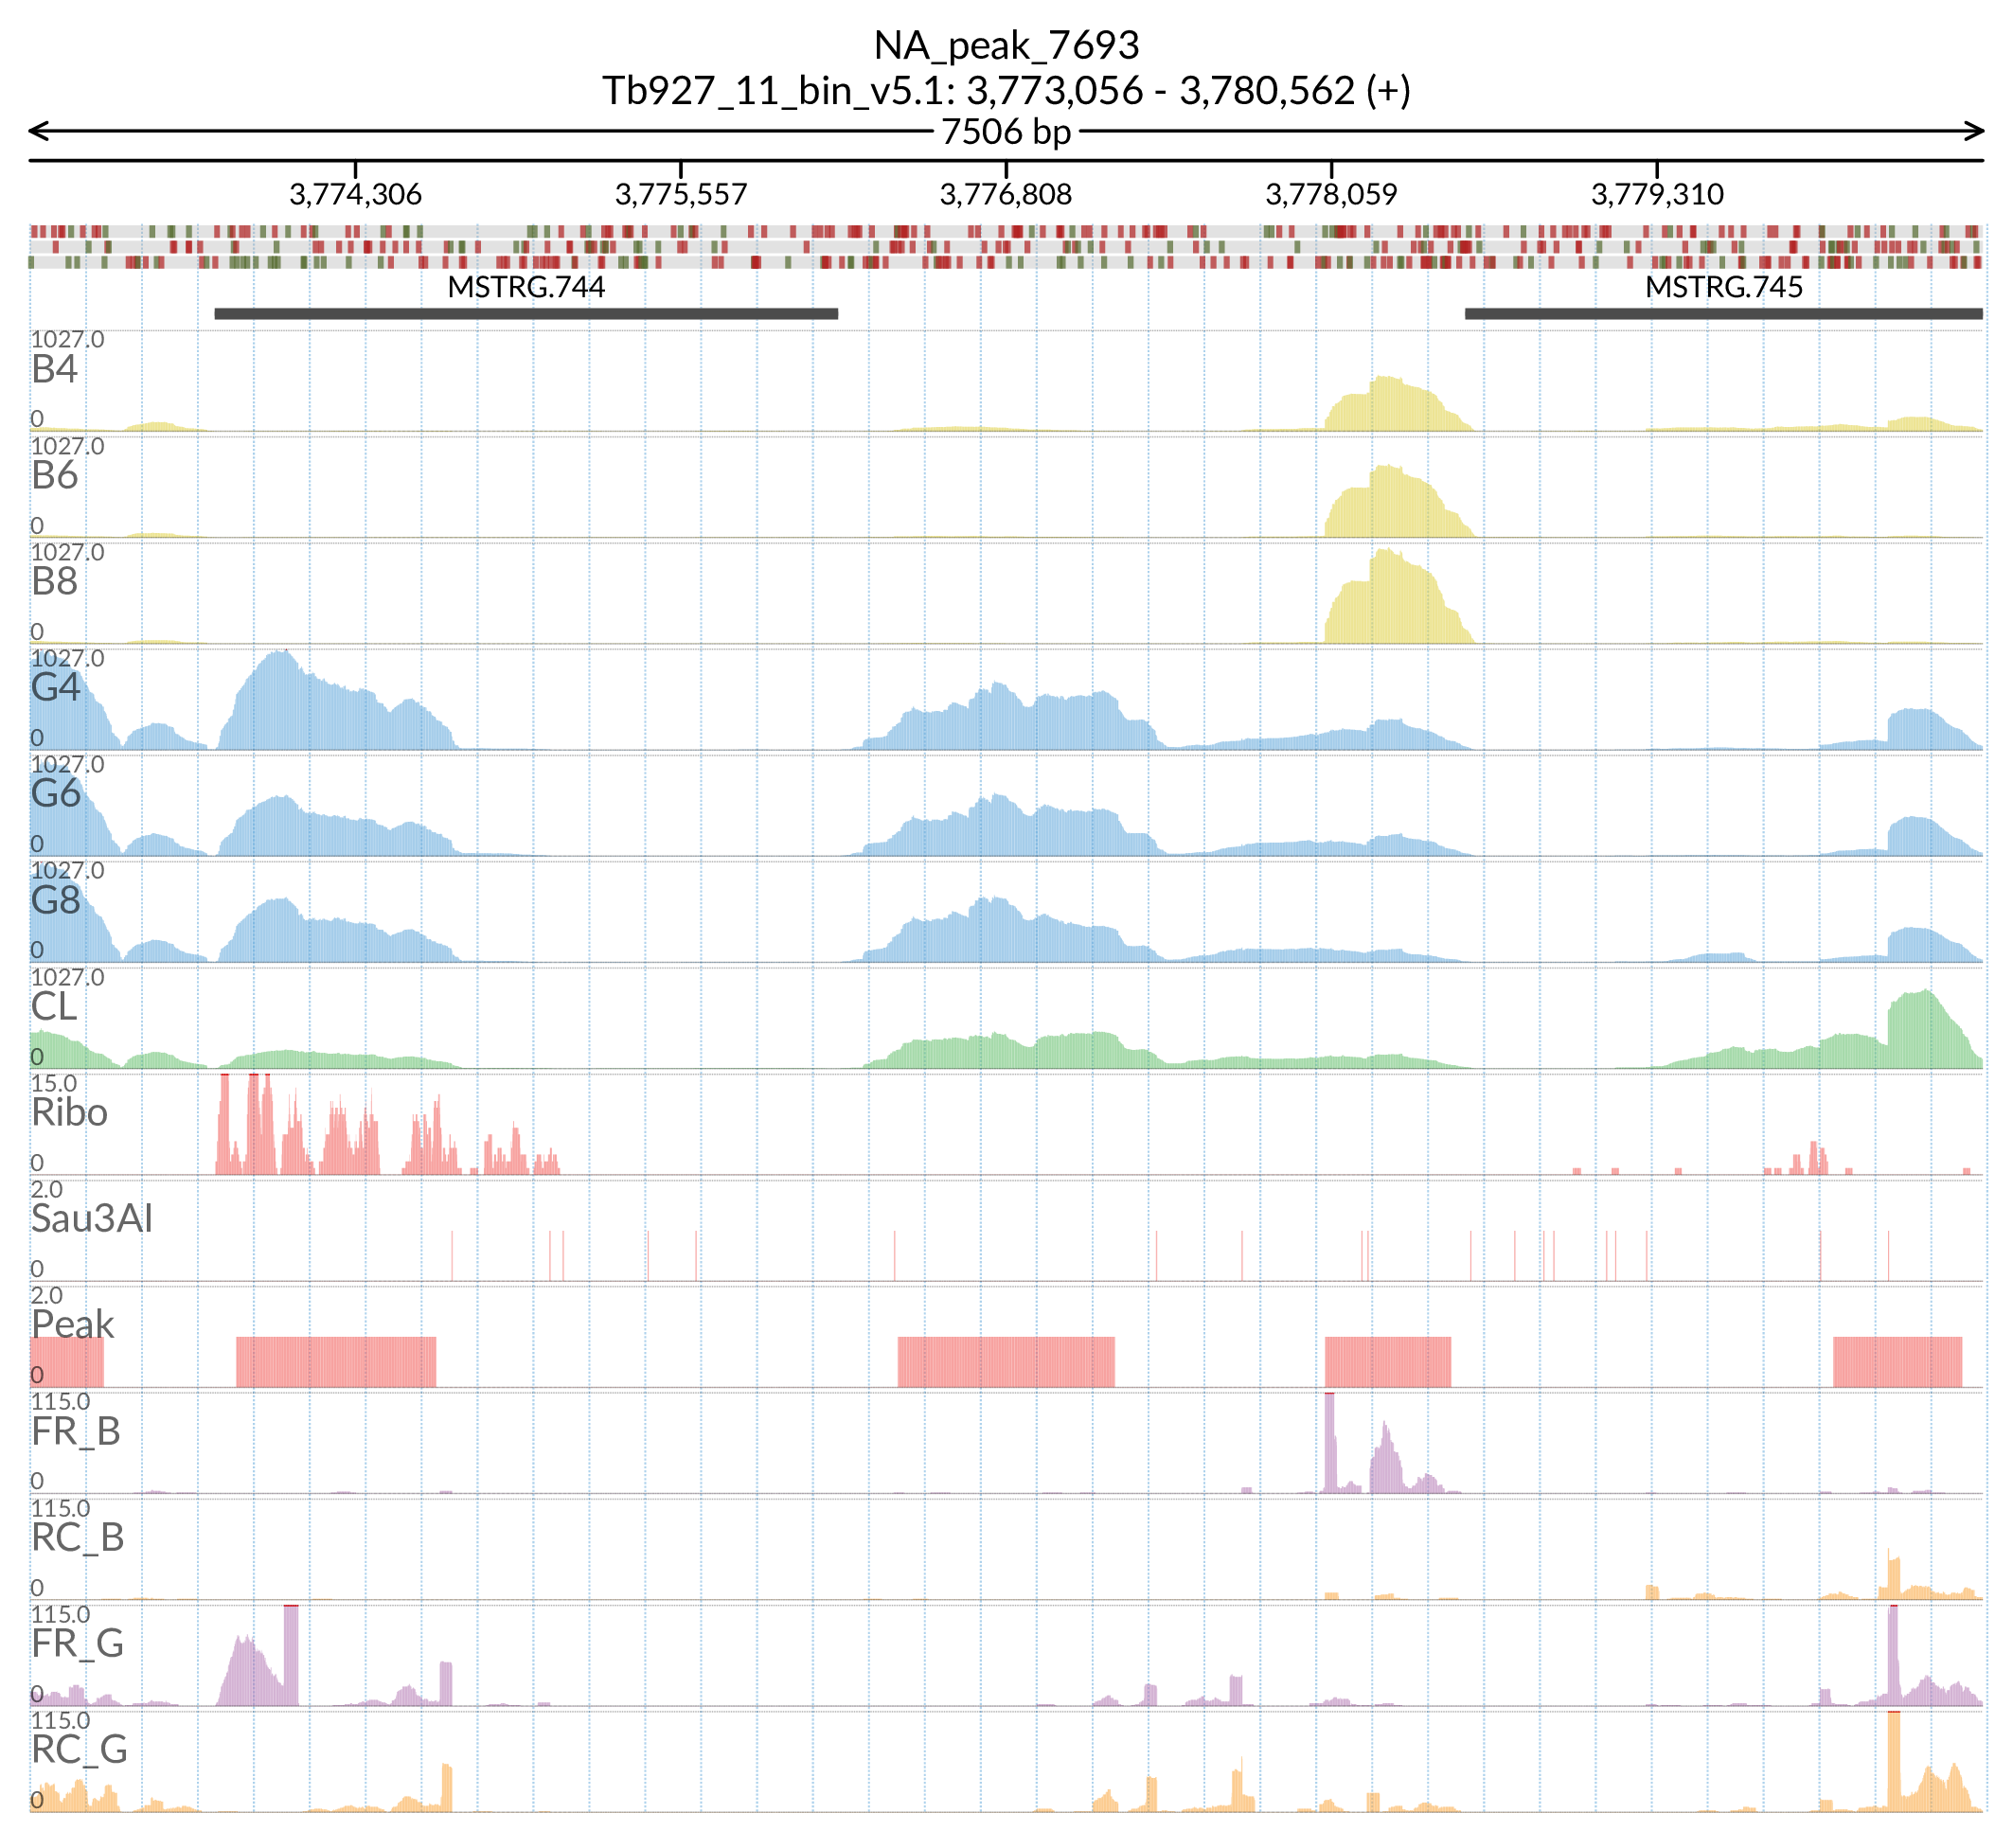 NA_peak_7693
Tb927_11_bin_v5.1: 3,773,056 - 3,780,562 (+)
7506 bp
3,774,306 3,775,557 3,776,808 3,778,059 3,779,310
MSTRG.744 MSTRG.745
1027.0
B4
0
1027.0
B6
0
1027.0
B8
0
1027.0
G4
0
1027.0
G6
0
1027.0
G8
0
1027.0
CL
0
15.0
Ribo
0
2.0
Sau3AI
0
2.0
Peak
0
115.0
FR_B
0
115.0
RC_B
0
115.0
FR_G
0
115.0
RC_G
0